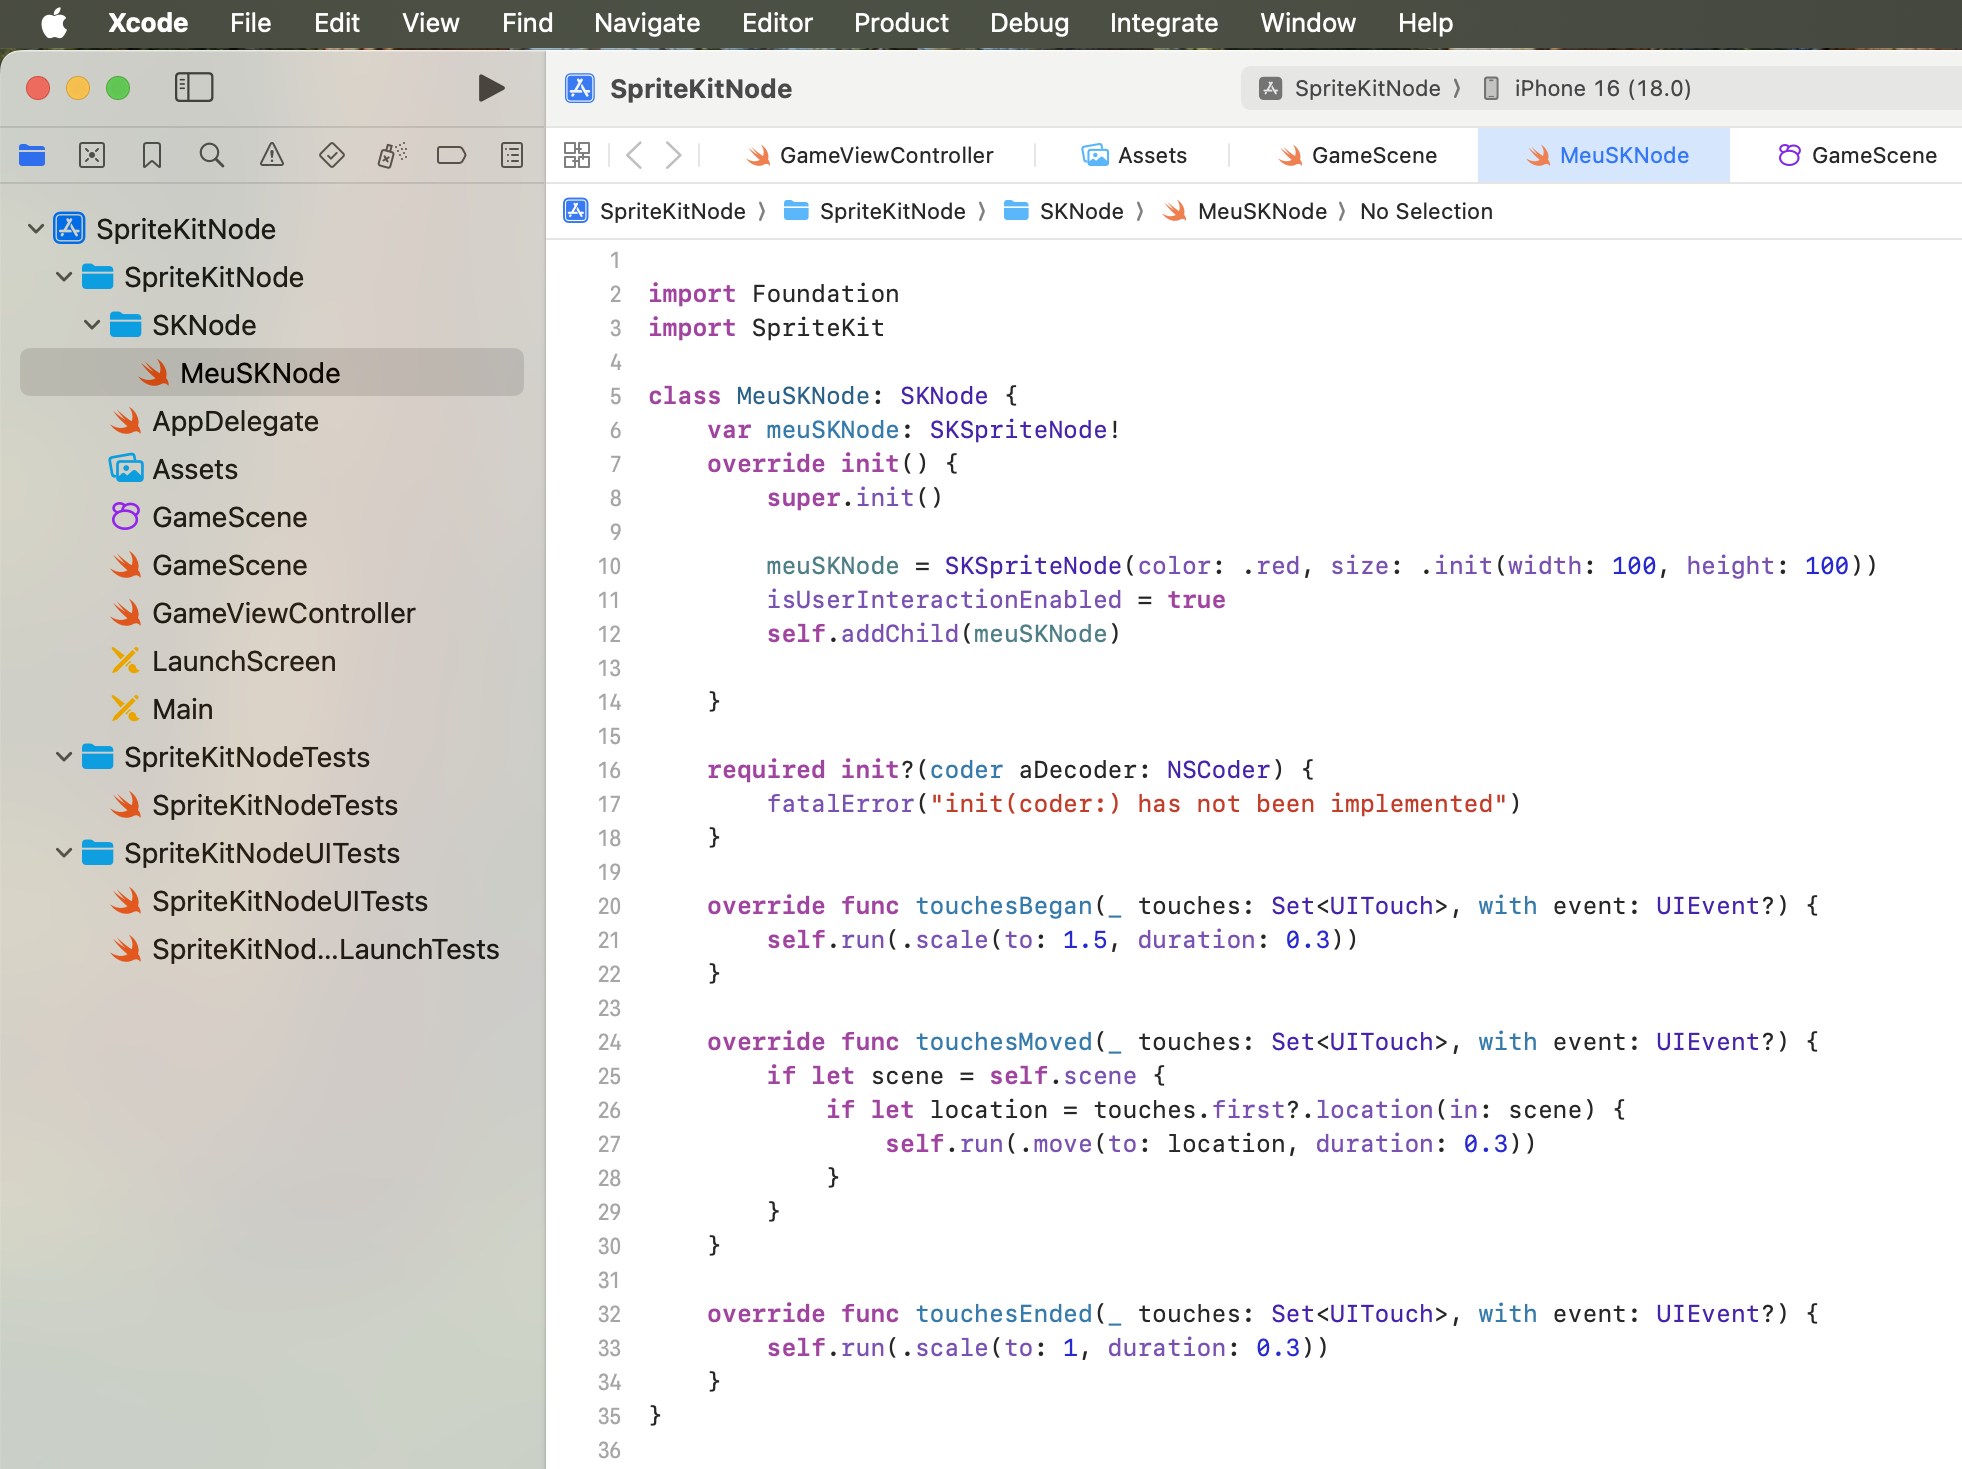 Xcode File Edit View Find Navigate Editor Product Debug Integrate Window Help
SpriteKitNode SpriteKitNode 〉 iPhone 16 (18.0)
GameViewController Assets GameScene MeuSKNode GameScene
SpriteKitNode 〉 SpriteKitNode 〉 SKNode 〉 MeuSKNode 〉 No Selection
SpriteKitNode
SpriteKitNode
SKNode
MeuSKNode
AppDelegate
Assets
GameScene
GameScene
GameViewController
LaunchScreen
Main
SpriteKitNodeTests
SpriteKitNodeTests
SpriteKitNodeUITests
SpriteKitNodeUITests
SpriteKitNod...LaunchTests
1
2 import Foundation
3 import SpriteKit
4
5 class MeuSKNode: SKNode {
6     var meuSKNode: SKSpriteNode!
7     override init() {
8         super.init()
9
10         meuSKNode = SKSpriteNode(color: .red, size: .init(width: 100, height: 100))
11         isUserInteractionEnabled = true
12         self.addChild(meuSKNode)
13
14     }
15
16     required init?(coder aDecoder: NSCoder) {
17         fatalError("init(coder:) has not been implemented")
18     }
19
20     override func touchesBegan(_ touches: Set<UITouch>, with event: UIEvent?) {
21         self.run(.scale(to: 1.5, duration: 0.3))
22     }
23
24     override func touchesMoved(_ touches: Set<UITouch>, with event: UIEvent?) {
25         if let scene = self.scene {
26             if let location = touches.first?.location(in: scene) {
27                 self.run(.move(to: location, duration: 0.3))
28             }
29         }
30     }
31
32     override func touchesEnded(_ touches: Set<UITouch>, with event: UIEvent?) {
33         self.run(.scale(to: 1, duration: 0.3))
34     }
35 }
36